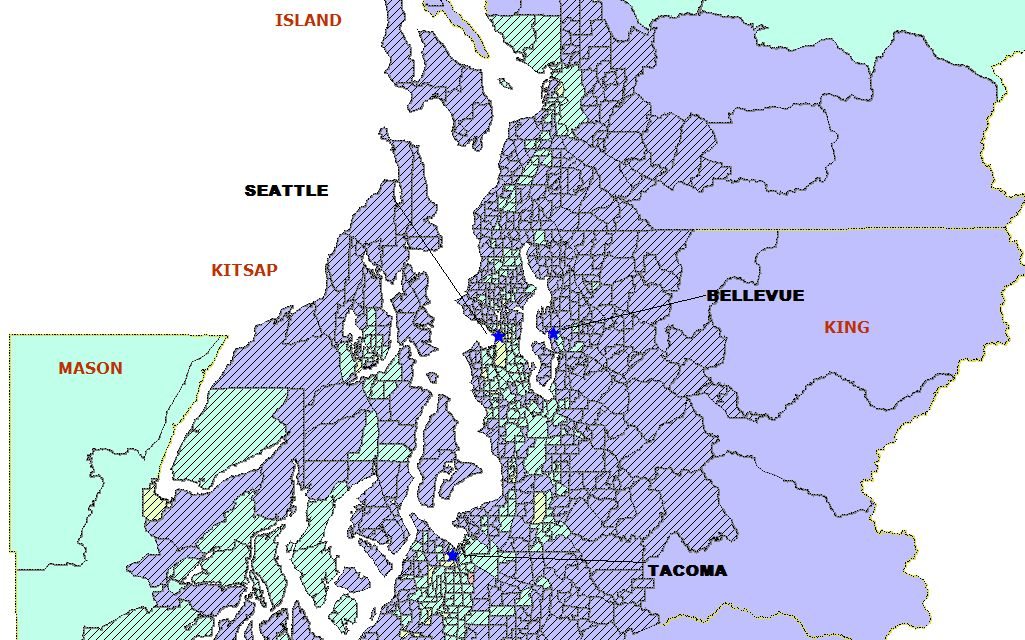 ISLAND
SEATTLE
KITSAP
BELLEVUE
KING
MASON
TACOMA